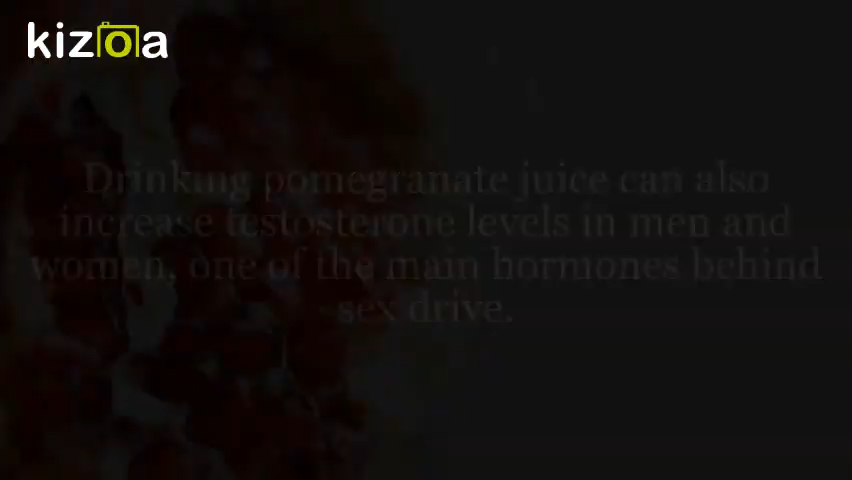 kizoa
Drinking pomegranate juice can also
increase testosterone levels in men and
women, one of the main hormones behind
sex drive.